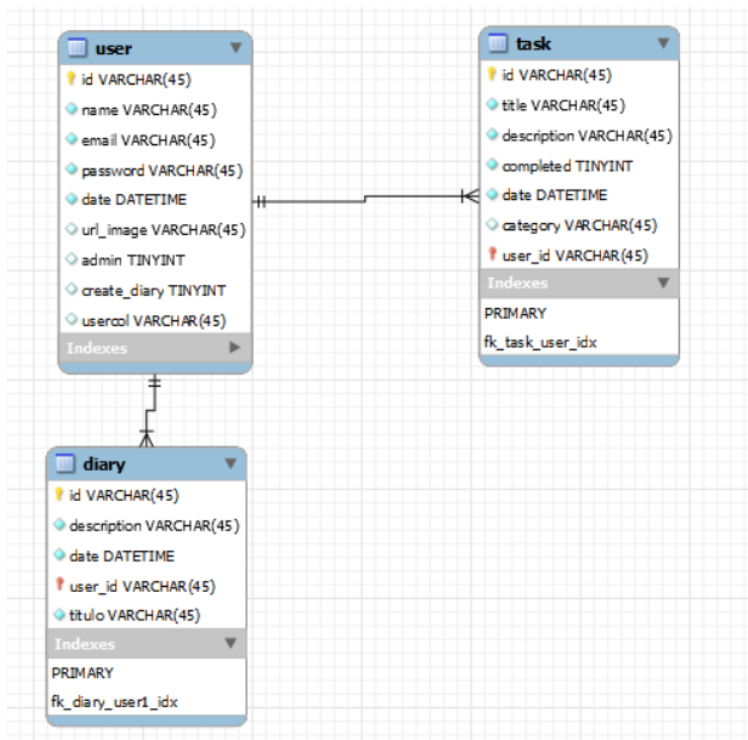 user
id VARCHAR(45)
name VARCHAR(45)
email VARCHAR(45)
password VARCHAR(45)
date DATETIME
url_image VARCHAR(45)
admin TINYINT
create_diary TINYINT
usercol VARCHAR(45)
Indexes
task
id VARCHAR(45)
title VARCHAR(45)
description VARCHAR(45)
completed TINYINT
date DATETIME
category VARCHAR(45)
user_id VARCHAR(45)
Indexes
PRIMARY
fk_task_user_idx
diary
id VARCHAR(45)
description VARCHAR(45)
date DATETIME
user_id VARCHAR(45)
titulo VARCHAR(45)
Indexes
PRIMARY
fk_diary_user1_idx